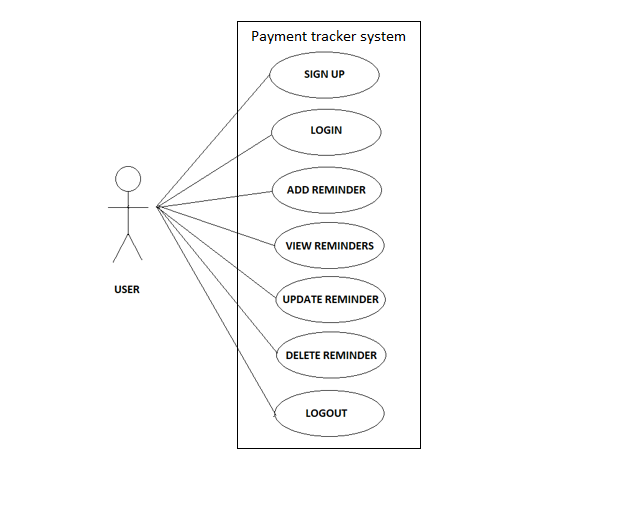 Payment tracker system
SIGN UP
LOGIN
ADD REMINDER
VIEW REMINDERS
UPDATE REMINDER
DELETE REMINDER
LOGOUT
USER